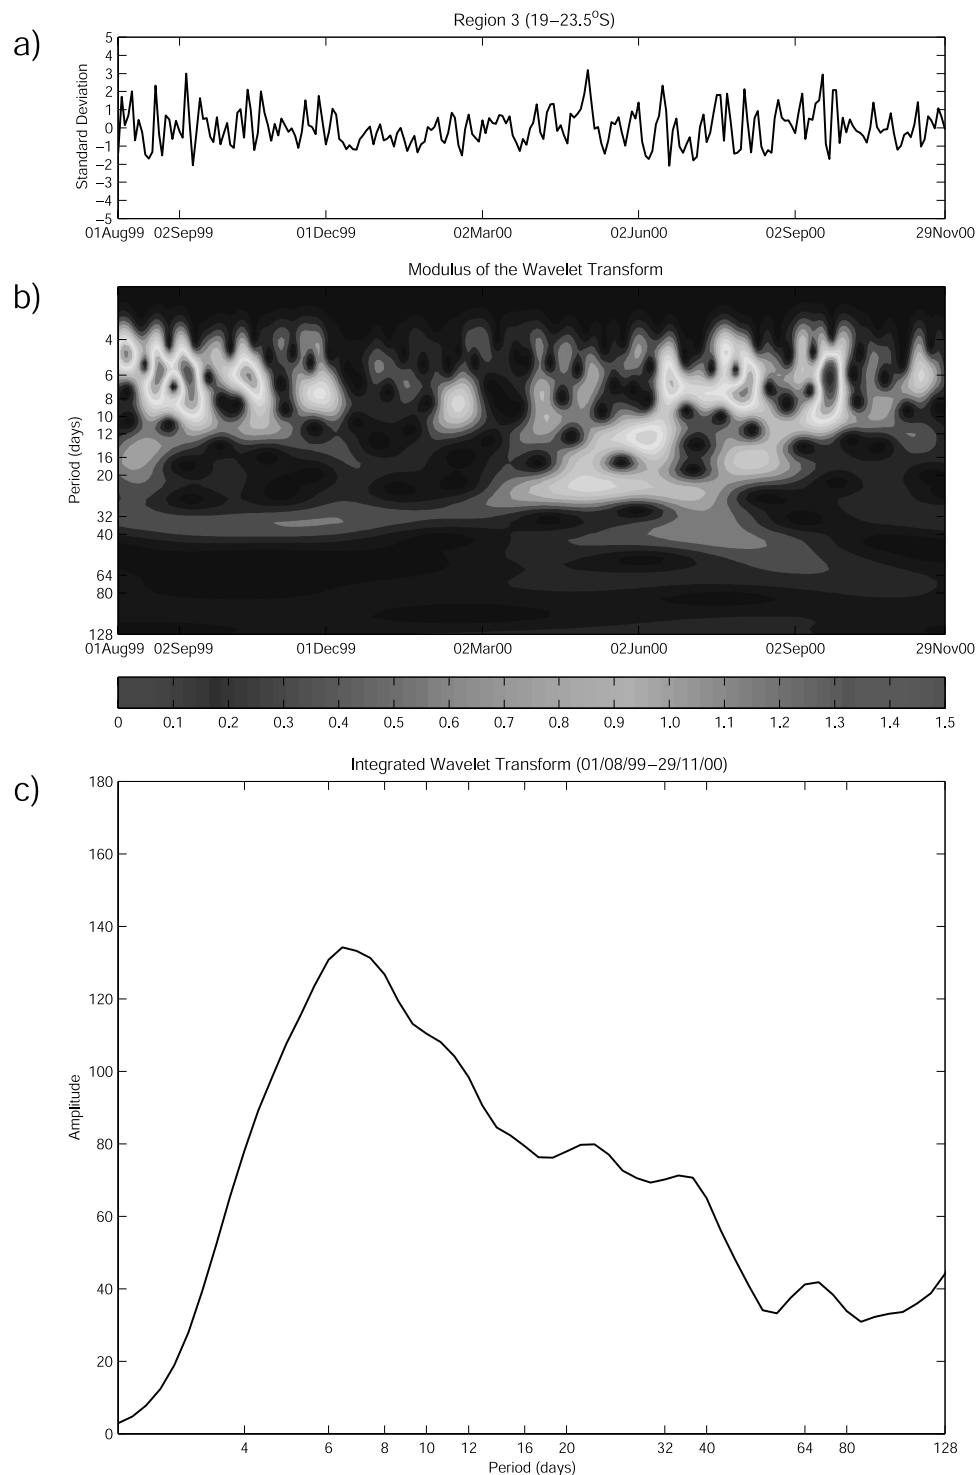 a)
Region 3 (19−23.5°S)
Standard Deviation
5
4
3
2
1
0
−1
−2
−3
−4
−5
01Aug99 02Sep99 01Dec99 02Mar00 02Jun00 02Sep00 29Nov00
b)
Modulus of the Wavelet Transform
Period (days)
4
6
8
10
12
16
20
32
40
64
80
128
01Aug99 02Sep99 01Dec99 02Mar00 02Jun00 02Sep00 29Nov00
0 0.1 0.2 0.3 0.4 0.5 0.6 0.7 0.8 0.9 1.0 1.1 1.2 1.3 1.4 1.5
c)
Integrated Wavelet Transform (01/08/99−29/11/00)
Amplitude
180
160
140
120
100
80
60
40
20
0
4 6 8 10 12 16 20 32 40 64 80 128
Period (days)